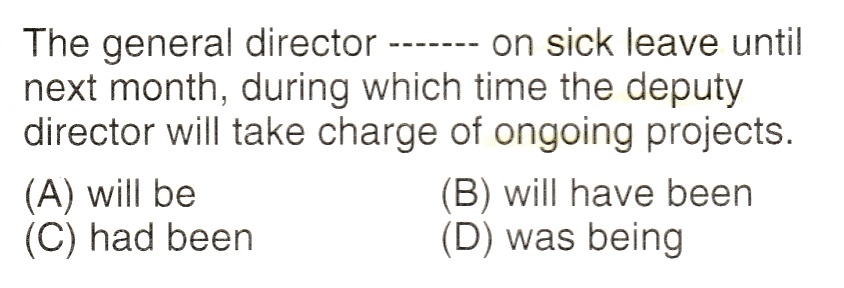 The general director ------- on sick leave until
next month, during which time the deputy
director will take charge of ongoing projects.
(A) will be (B) will have been
(C) had been (D) was being